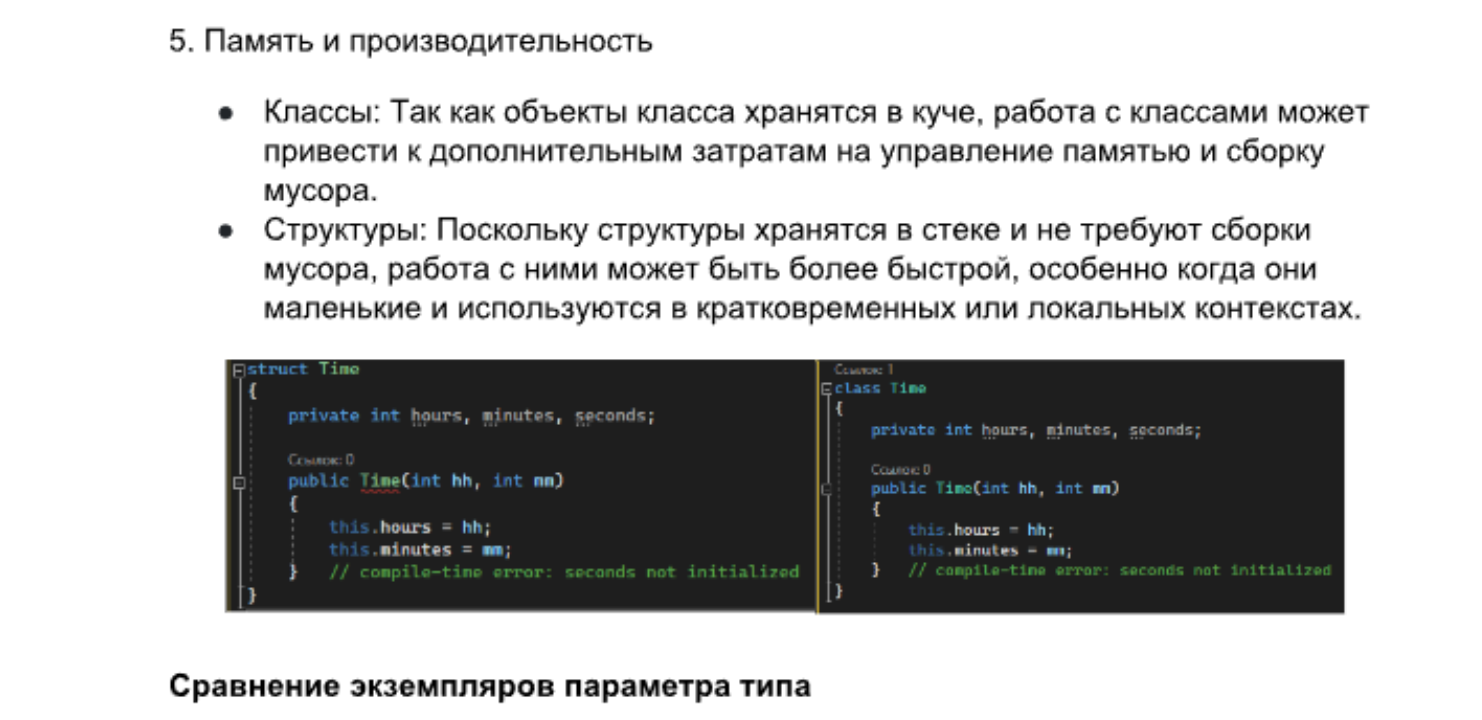 5. Память и производительность
● Классы: Так как объекты класса хранятся в куче, работа с классами может
привести к дополнительным затратам на управление памятью и сборку
мусора.
● Структуры: Поскольку структуры хранятся в стеке и не требуют сборки
мусора, работа с ними может быть более быстрой, особенно когда они
маленькие и используются в кратковременных или локальных контекстах.
struct Time
{
private int hours, minutes, seconds;
Ссылок: 0
public Time(int hh, int mm)
{
this.hours = hh;
this.minutes = mm;
} // compile-time error: seconds not initialized
}
Ссылок: 1
class Time
{
private int hours, minutes, seconds;
Ссылок: 0
public Time(int hh, int mm)
{
this.hours = hh;
this.minutes = mm;
} // compile-time error: seconds not initialized
}
Сравнение экземпляров параметра типа